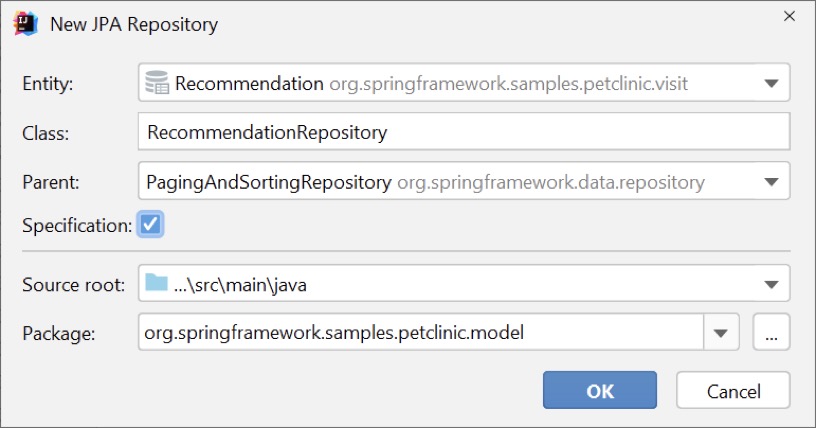 New JPA Repository
Entity: Recommendation org.springframework.samples.petclinic.visit
Class: RecommendationRepository
Parent: PagingAndSortingRepository org.springframework.data.repository
Specification:
Source root: ...\src\main\java
Package: org.springframework.samples.petclinic.model ...
OK Cancel